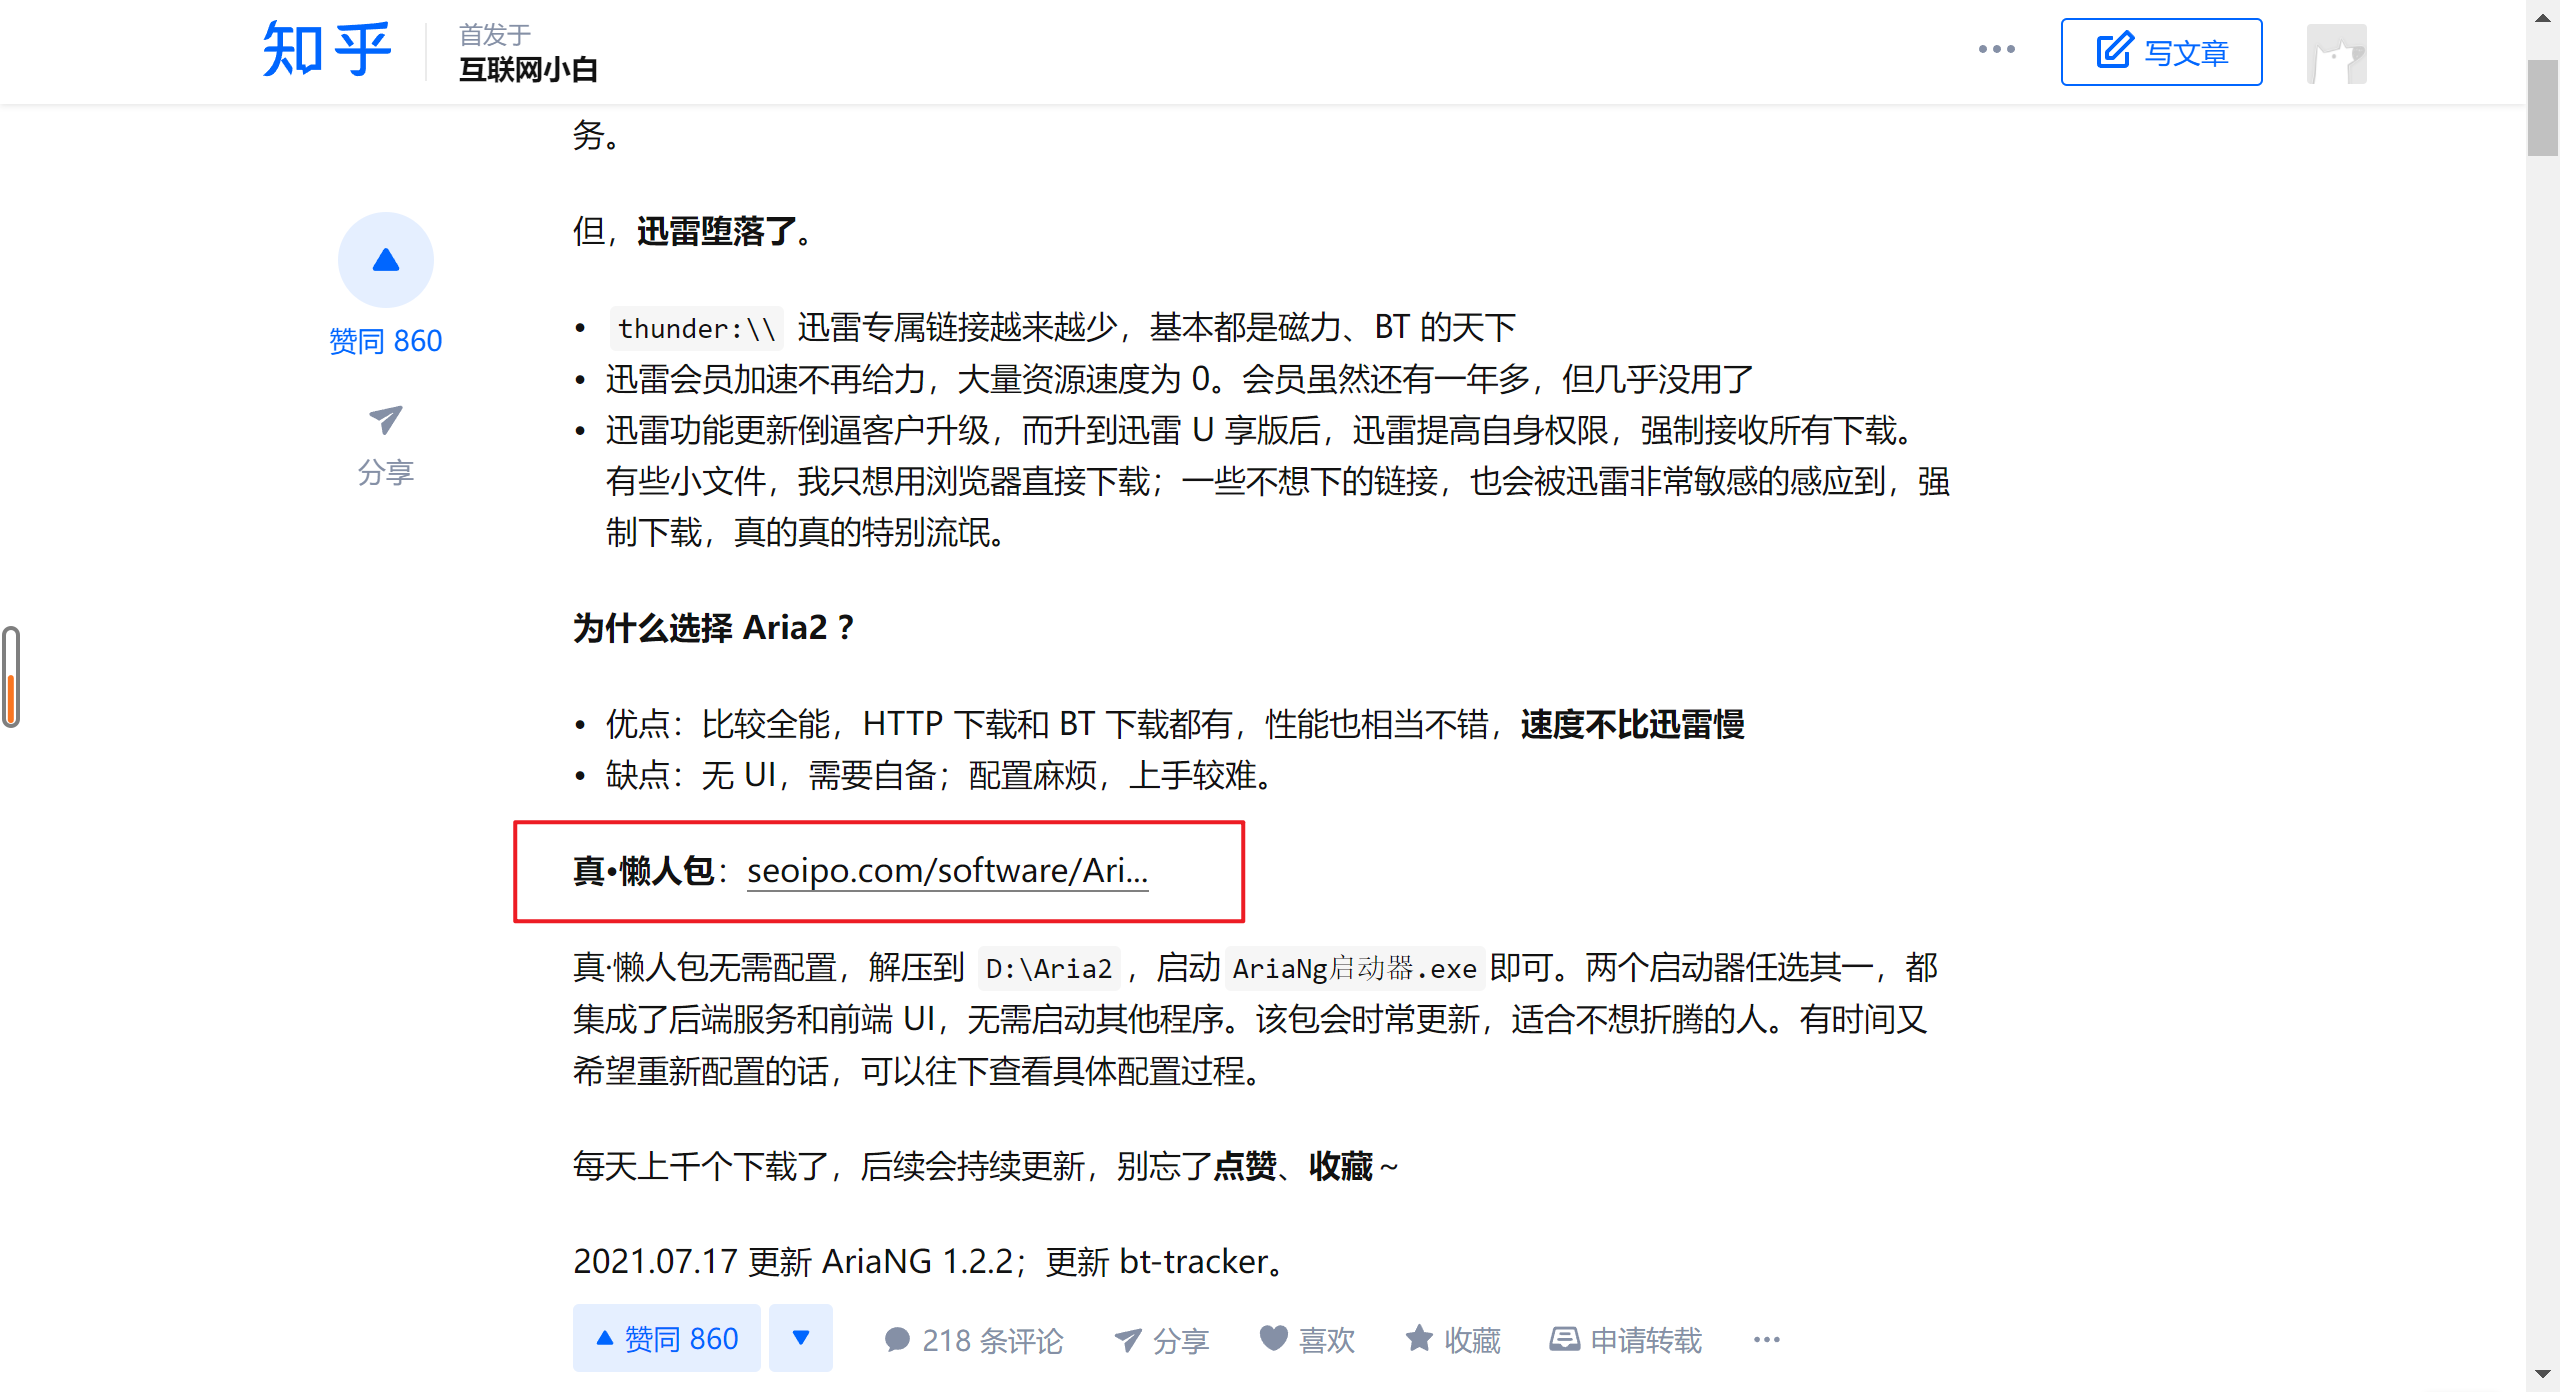 知乎
首发于
互联网小白
写文章
务。
但，迅雷堕落了。
赞同 860
分享
• thunder:\\ 迅雷专属链接越来越少，基本都是磁力、BT 的天下
• 迅雷会员加速不再给力，大量资源速度为 0。会员虽然还有一年多，但几乎没用了
• 迅雷功能更新倒逼客户升级，而升到迅雷 U 享版后，迅雷提高自身权限，强制接收所有下载。
有些小文件，我只想用浏览器直接下载；一些不想下的链接，也会被迅雷非常敏感的感应到，强
制下载，真的真的特别流氓。
为什么选择 Aria2？
• 优点：比较全能，HTTP 下载和 BT 下载都有，性能也相当不错，速度不比迅雷慢
• 缺点：无 UI，需要自备；配置麻烦，上手较难。
真•懒人包：seoipo.com/software/Ari...
真·懒人包无需配置，解压到 D:\Aria2，启动 AriaNg启动器.exe 即可。两个启动器任选其一，都
集成了后端服务和前端 UI，无需启动其他程序。该包会时常更新，适合不想折腾的人。有时间又
希望重新配置的话，可以往下查看具体配置过程。
每天上千个下载了，后续会持续更新，别忘了点赞、收藏～
2021.07.17 更新 AriaNG 1.2.2；更新 bt-tracker。
赞同 860 218 条评论 分享 喜欢 收藏 申请转载